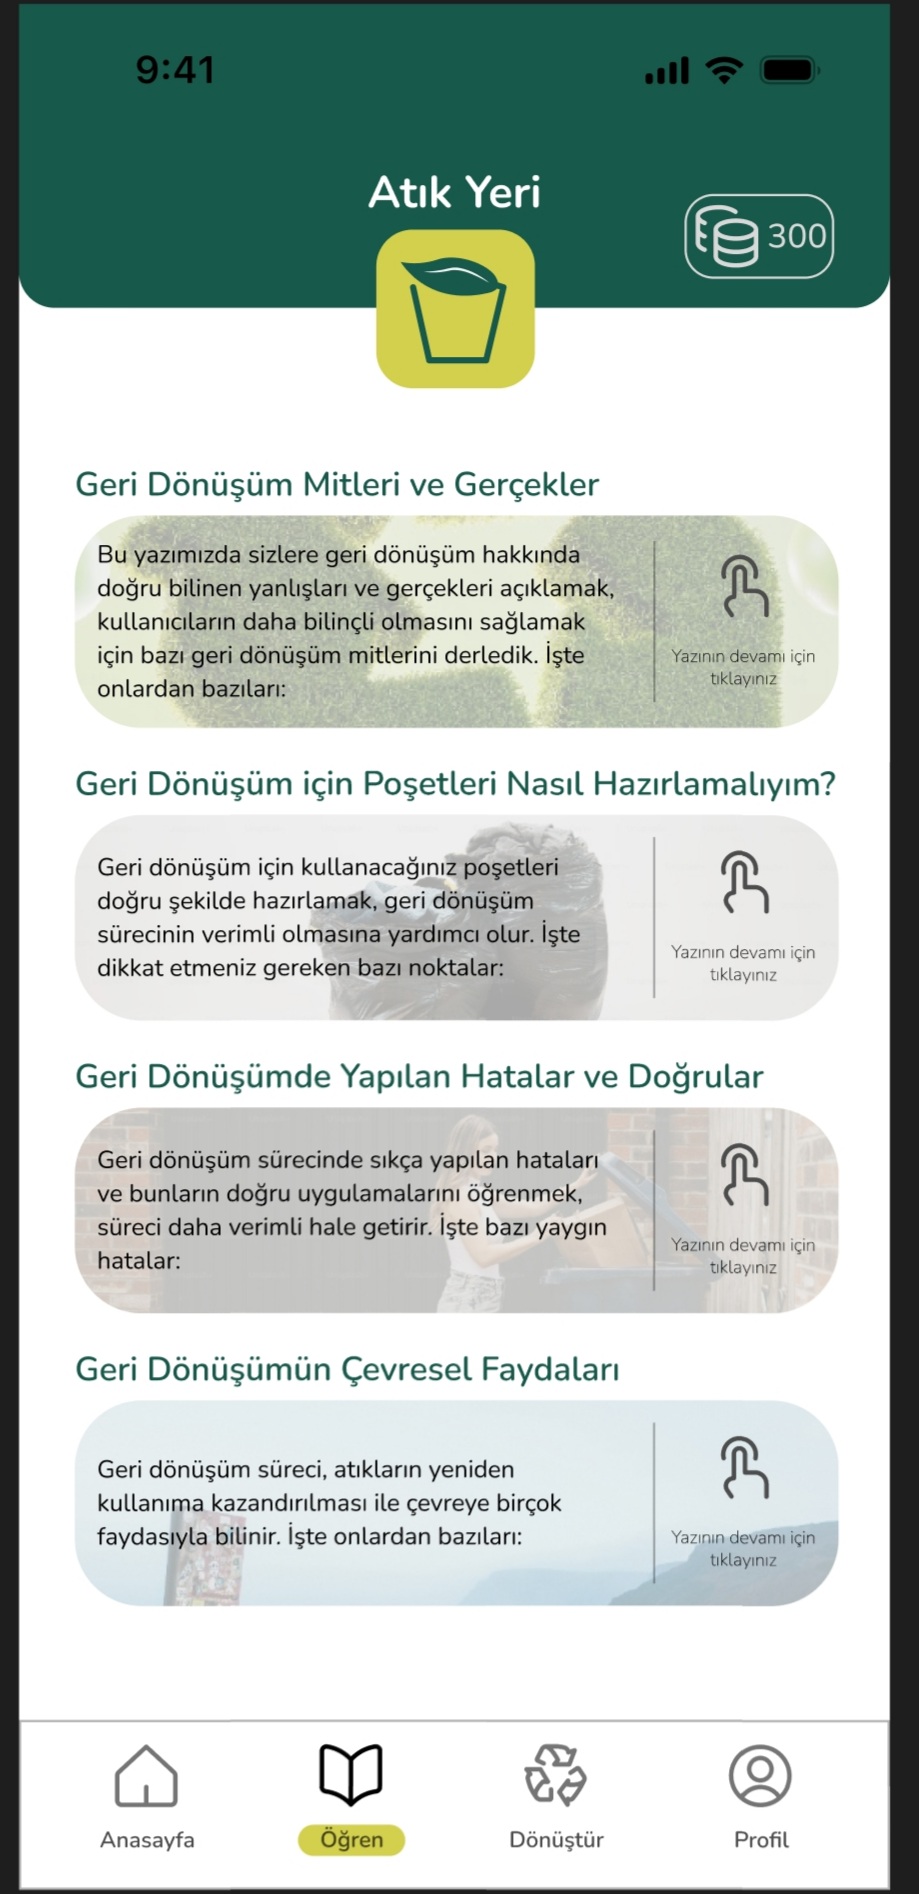 9:41
Atık Yeri
300
Geri Dönüşüm Mitleri ve Gerçekler
Bu yazımızda sizlere geri dönüşüm hakkında
doğru bilinen yanlışları ve gerçekleri açıklamak,
kullanıcıların daha bilinçli olmasını sağlamak
için bazı geri dönüşüm mitlerini derledik. İşte
onlardan bazıları:
Yazının devamı için
tıklayınız
Geri Dönüşüm için Poşetleri Nasıl Hazırlamalıyım?
Geri dönüşüm için kullanacağınız poşetleri
doğru şekilde hazırlamak, geri dönüşüm
sürecinin verimli olmasına yardımcı olur. İşte
dikkat etmeniz gereken bazı noktalar:
Yazının devamı için
tıklayınız
Geri Dönüşümde Yapılan Hatalar ve Doğrular
Geri dönüşüm sürecinde sıkça yapılan hataları
ve bunların doğru uygulamalarını öğrenmek,
süreci daha verimli hale getirir. İşte bazı yaygın
hatalar:
Yazının devamı için
tıklayınız
Geri Dönüşümün Çevresel Faydaları
Geri dönüşüm süreci, atıkların yeniden
kullanıma kazandırılması ile çevreye birçok
faydasıyla bilinir. İşte onlardan bazıları:
Yazının devamı için
tıklayınız
Anasayfa
Öğren
Dönüştür
Profil